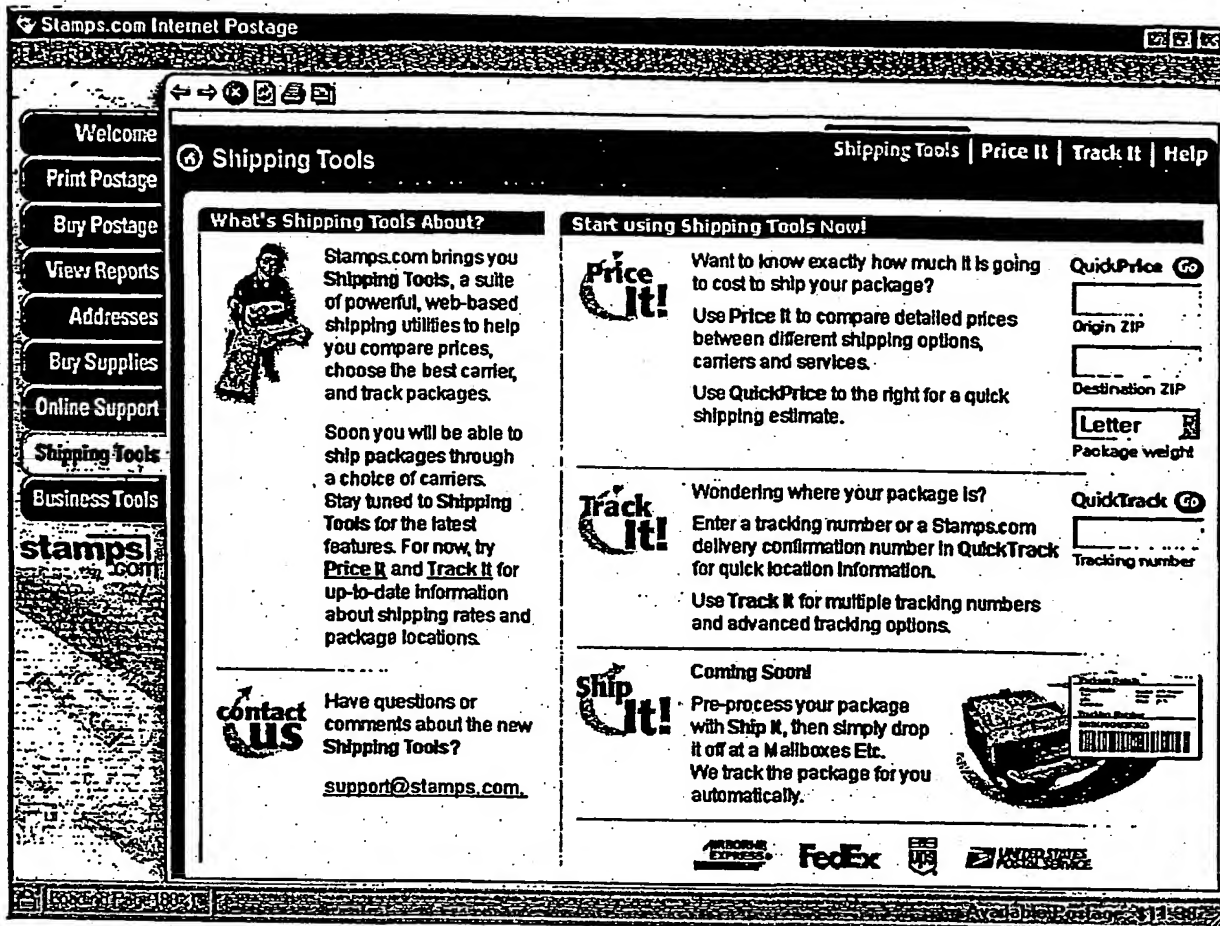 Stamps.com Internet Postage
Welcome
Print Postage
Buy Postage
View Reports
Addresses
Buy Supplies
Online Support
Shipping Tools
Business Tools
stamps
.com
Shipping Tools
Shipping Tools | Price It | Track It | Help
What's Shipping Tools About?
Stamps.com brings you
Shipping Tools, a suite
of powerful, web-based
shipping utilities to help
you compare prices,
choose the best carrier,
and track packages.
Soon you will be able to
ship packages through
a choice of carriers.
Stay tuned to Shipping
Tools for the latest
features. For now, try
Price It and Track It for
up-to-date information
about shipping rates and
package locations.
contact
us
Have questions or
comments about the new
Shipping Tools?
support@stamps.com.
Start using Shipping Tools Now!
Price
It!
Want to know exactly how much it is going
to cost to ship your package?
Use Price It to compare detailed prices
between different shipping options,
carriers and services.
Use QuickPrice to the right for a quick
shipping estimate.
QuickPrice GO
Origin ZIP
Destination ZIP
Letter
Package weight
Track
It!
Wondering where your package is?
Enter a tracking number or a Stamps.com
delivery confirmation number in QuickTrack
for quick location information.
Use Track It for multiple tracking numbers
and advanced tracking options.
QuickTrack GO
Tracking number
Ship
It!
Coming Soon!
Pre-process your package
with Ship It, then simply drop
it off at a Mailboxes Etc.
We track the package for you
automatically.
AIRBORNE
EXPRESS
FedEx
ups
UNITED STATES
POSTAL SERVICE
Available Postage: